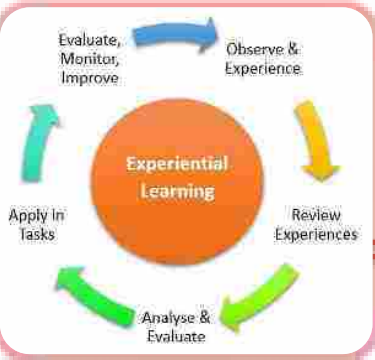 Evaluate,
Monitor,
Improve
Observe &
Experience
Experiential
Learning
Apply in
Tasks
Review
Experiences
Analyse &
Evaluate